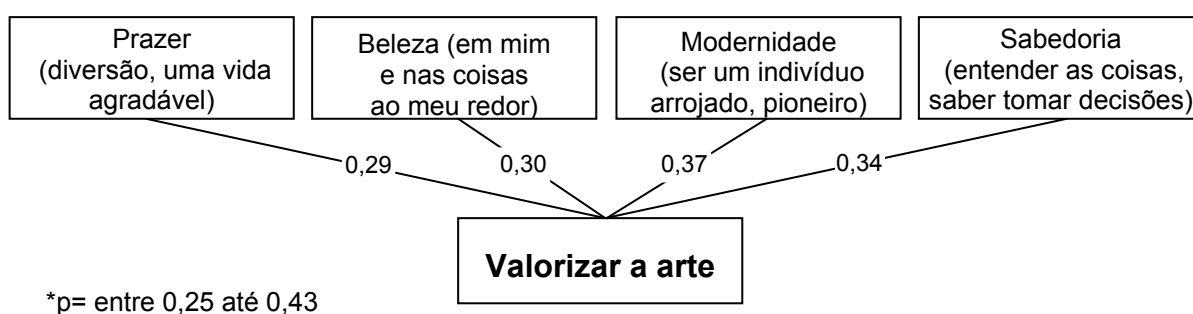 Prazer
(diversão, uma vida
agradável)
Beleza (em mim
e nas coisas
ao meu redor)
Modernidade
(ser um indivíduo
arrojado, pioneiro)
Sabedoria
(entender as coisas,
saber tomar decisões)
0,29
0,30
0,37
0,34
Valorizar a arte
*p= entre 0,25 até 0,43